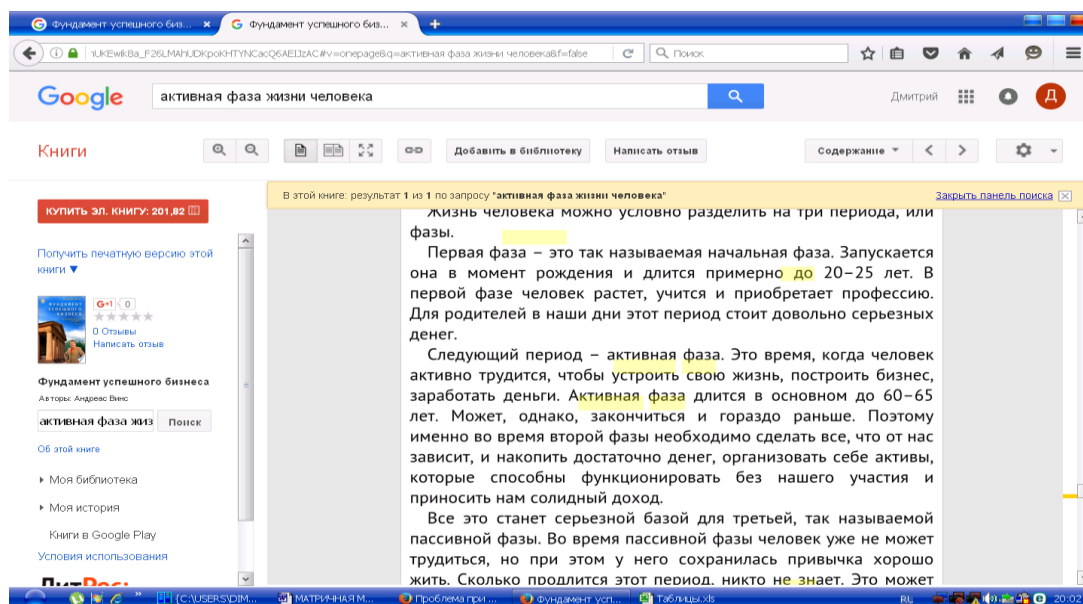 Фундамент успешного биз... ×
Фундамент успешного биз... × +
C Поиск
Google
активная фаза жизни человека
Дмитрий
Д
Книги
Добавить в библиотеку
Написать отзыв
Содержание
В этой книге: результат 1 из 1 по запросу "активная фаза жизни человека"
Закрыть панель поиска
КУПИТЬ ЭЛ. КНИГУ: 201,82
Получить печатную версию этой
книги ▼
G+1 0
0 Отзывы
Написать отзыв
Фундамент успешного бизнеса
Авторы: Андреас Винс
активная фаза жиз
Поиск
Об этой книге
Моя библиотека
Моя история
Книги в Google Play
Условия использования
ЛитРес:
Жизнь человека можно условно разделить на три периода, или
фазы.
Первая фаза – это так называемая начальная фаза. Запускается
она в момент рождения и длится примерно до 20–25 лет. В
первой фазе человек растет, учится и приобретает профессию.
Для родителей в наши дни этот период стоит довольно серьезных
денег.
Следующий период – активная фаза. Это время, когда человек
активно трудится, чтобы устроить свою жизнь, построить бизнес,
заработать деньги. Активная фаза длится в основном до 60–65
лет. Может, однако, закончиться и гораздо раньше. Поэтому
именно во время второй фазы необходимо сделать все, что от нас
зависит, и накопить достаточно денег, организовать себе активы,
которые способны функционировать без нашего участия и
приносить нам солидный доход.
Все это станет серьезной базой для третьей, так называемой
пассивной фазы. Во время пассивной фазы человек уже не может
трудиться, но при этом у него сохранилась привычка хорошо
жить. Сколько продлится этот период, никто не знает. Это может
{C:\USERS\DIM...
МАТРИЧНАЯ М...
Проблема при ...
Фундамент усп...
Таблицы.xls
RL
20:02